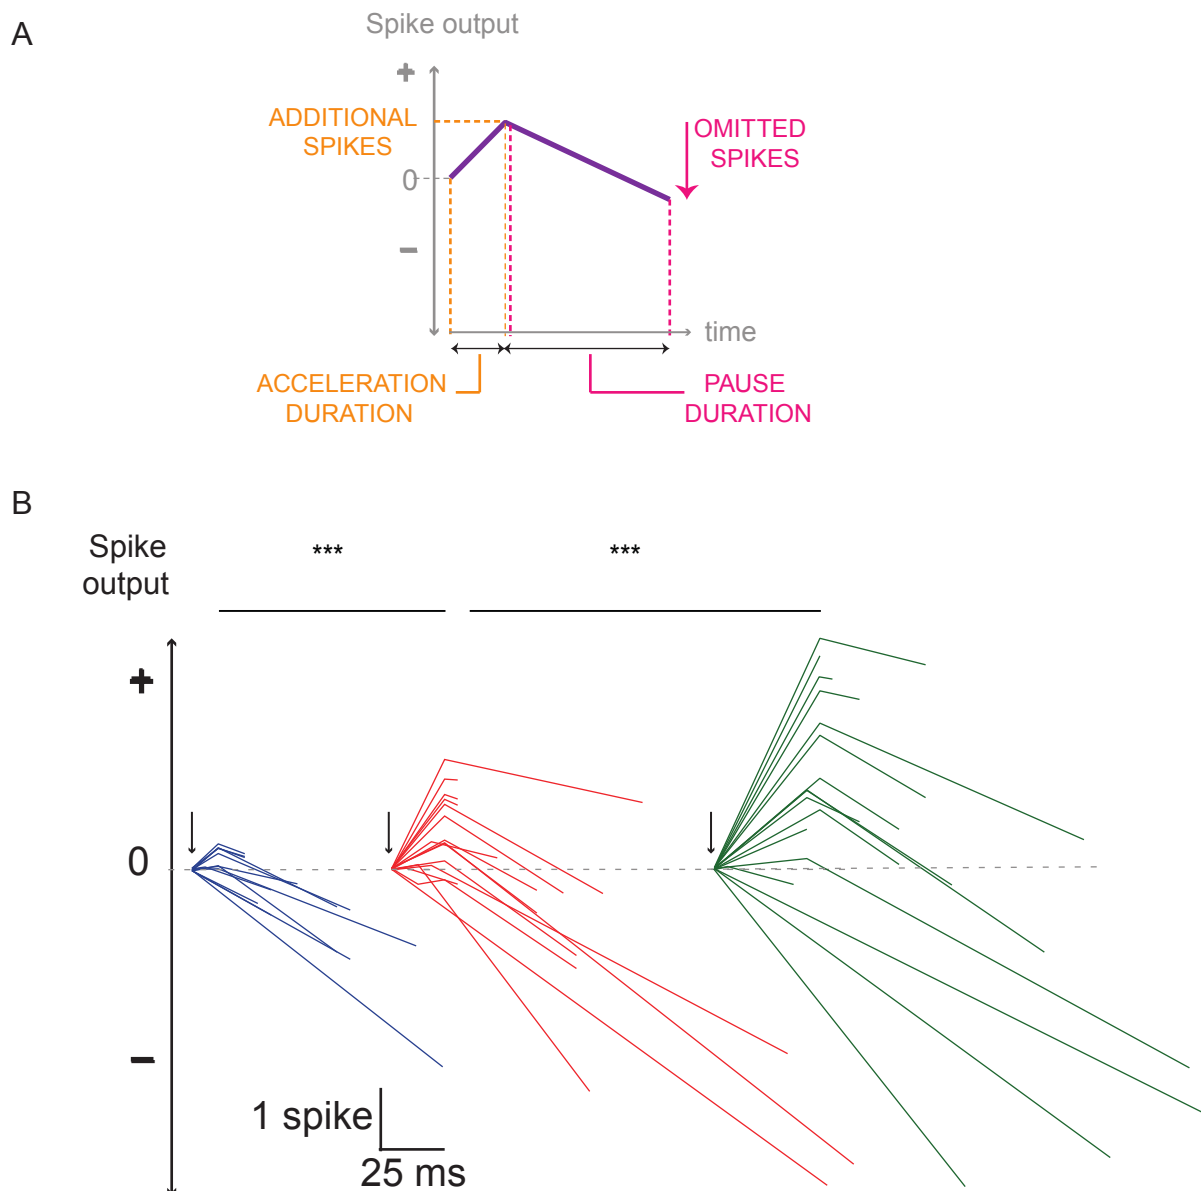 A
Spike output
+
ADDITIONAL
SPIKES
OMITTED
SPIKES
0
–
time
ACCELERATION
DURATION
PAUSE
DURATION
B
Spike
output
***
***
+
0
–
1 spike
25 ms